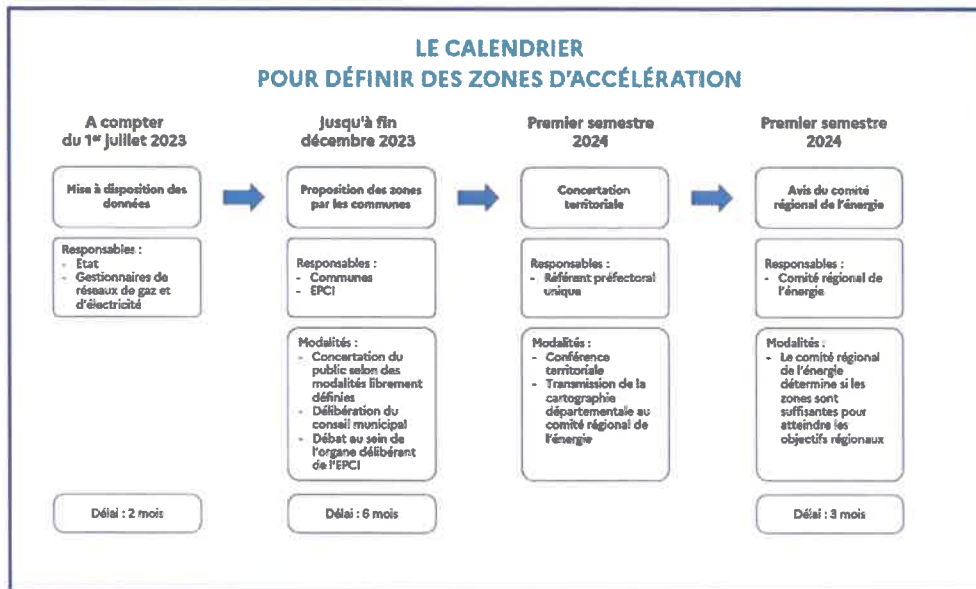 LE CALENDRIER
POUR DÉFINIR DES ZONES D'ACCÉLÉRATION
A compter
du 1er juillet 2023
Mise à disposition des
données
Responsables :
- Etat
- Gestionnaires de
réseaux de gaz et
d'électricité
Délai : 2 mois
Jusqu'à fin
décembre 2023
Proposition des zones
par les communes
Responsables :
- Communes
- EPCI
Modalités :
- Concertation du
public selon des
modalités librement
définies
- Délibération du
conseil municipal
- Débat au sein de
l'organe délibérant
de l'EPCI
Délai : 6 mois
Premier semestre
2024
Concertation
territoriale
Responsables :
- Référent préfectoral
unique
Modalités :
- Conférence
territoriale
- Transmission de la
cartographie
départementale au
comité régional de
l'énergie
Premier semestre
2024
Avis du comité
régional de l'énergie
Responsables :
- Comité régional de
l'énergie
Modalités :
- Le comité régional
de l'énergie
détermine si les
zones sont
suffisantes pour
atteindre les
objectifs régionaux
Délai : 3 mois